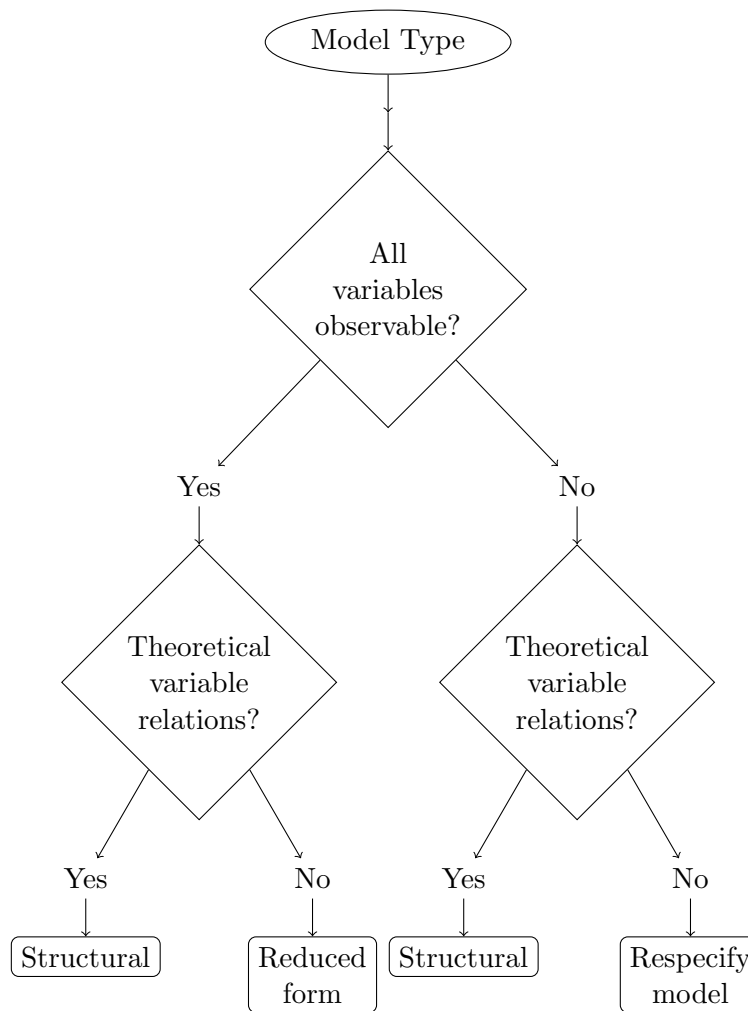 Model Type
All
variables
observable?
Yes
No
Theoretical
variable
relations?
Theoretical
variable
relations?
Yes
No
Yes
No
Structural
Reduced
form
Structural
Respecify
model